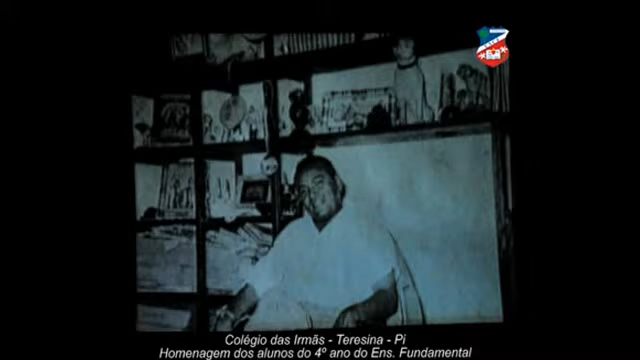 Colégio das Irmãs - Teresina - Pi
Homenagem dos alunos do 4º ano do Ens. Fundamental